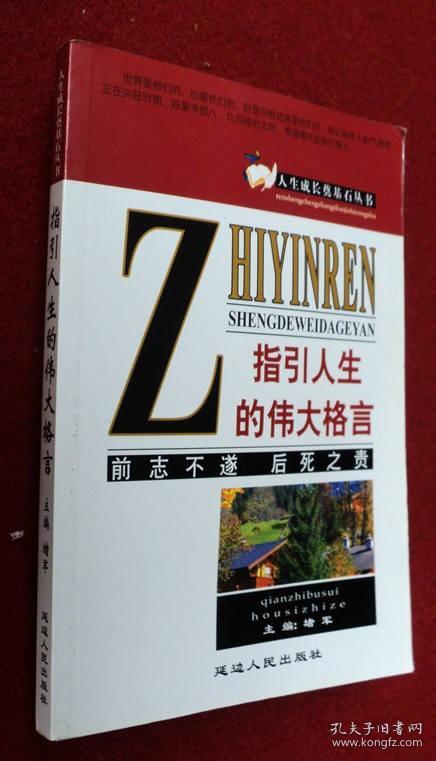 世界是你们的，也是我们的，但是归根结底是你们的，你们青年人朝气蓬勃
正在兴旺时期，好象早晨八、九点钟的太阳，希望寄托在你们身上
人生成长奠基石丛书
renshengchengzhangdianjishicongshu
ZHIYINREN
SHENGDEWEIDAGEYAN
指引人生
的伟大格言
前志不遂 后死之责
qianzhibusui
housizhize
主编：堵军
延边人民出版社
人生成长奠基石丛书
指引人生的伟大格言
主编 堵军
延边人民出版社
孔夫子旧书网
www.kongfz.com